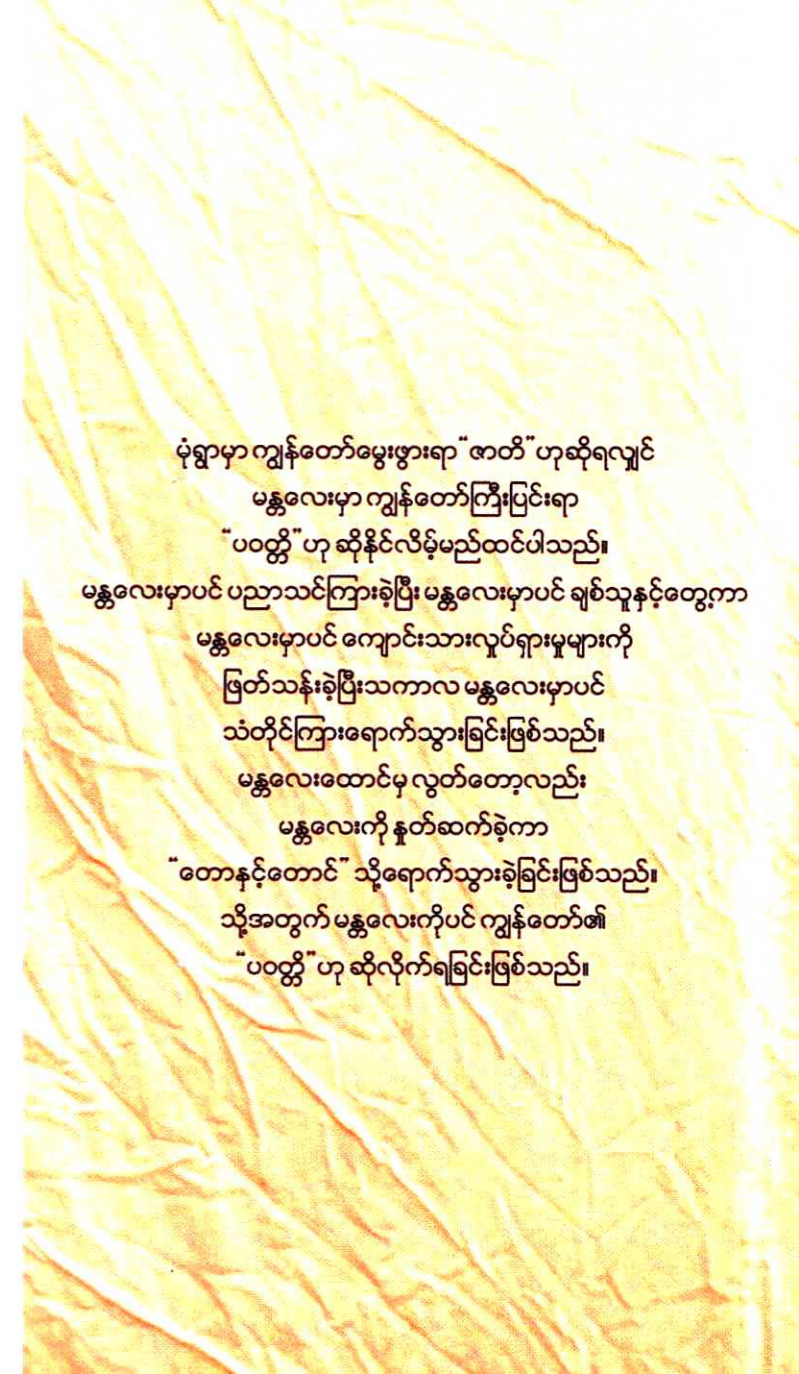 မုံရွာမှာ ကျွန်တော်မွေးဖွားရာ “ဇာတိ” ဟုဆိုရလျှင်
မန္တလေးမှာ ကျွန်တော်ကြီးပြင်းရာ
“ပဝတ္တိ” ဟု ဆိုနိုင်လိမ့်မည်ထင်ပါသည်။
မန္တလေးမှာပင် ပညာသင်ကြားခဲ့ပြီး မန္တလေးမှာပင် ချစ်သူနှင့်တွေ့ကာ
မန္တလေးမှာပင် ကျောင်းသားလှုပ်ရှားမှုများကို
ဖြတ်သန်းခဲ့ပြီးသကာလ မန္တလေးမှာပင်
သံတိုင်ကြားရောက်သွားခြင်းဖြစ်သည်။
မန္တလေးထောင်မှ လွတ်တော့လည်း
မန္တလေးကို နှုတ်ဆက်ခဲ့ကာ
“တောနှင့်တောင်” သို့ရောက်သွားခဲ့ခြင်းဖြစ်သည်။
သို့အတွက် မန္တလေးကိုပင် ကျွန်တော်၏
“ပဝတ္တိ” ဟု ဆိုလိုက်ရခြင်းဖြစ်သည်။